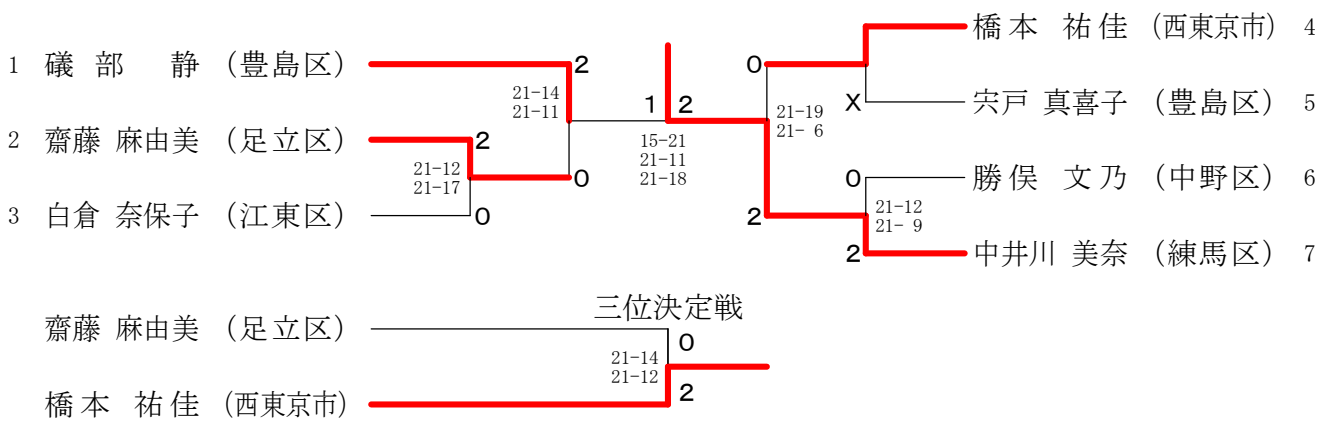 1 礒部 静 (豊島区)
2 齋藤 麻由美 (足立区)
3 白倉 奈保子 (江東区)
2
21-14
21-11
2
21-12
21-17
0
0
1 2
15-21
21-11
21-18
0
21-19
21- 6
2
X
0
21-12
21- 9
2
橋本 祐佳 (西東京市) 4
宍戸 真喜子 (豊島区) 5
勝俣 文乃 (中野区) 6
中井川 美奈 (練馬区) 7
三位決定戦
齋藤 麻由美 (足立区)
橋本 祐佳 (西東京市)
0
21-14
21-12
2